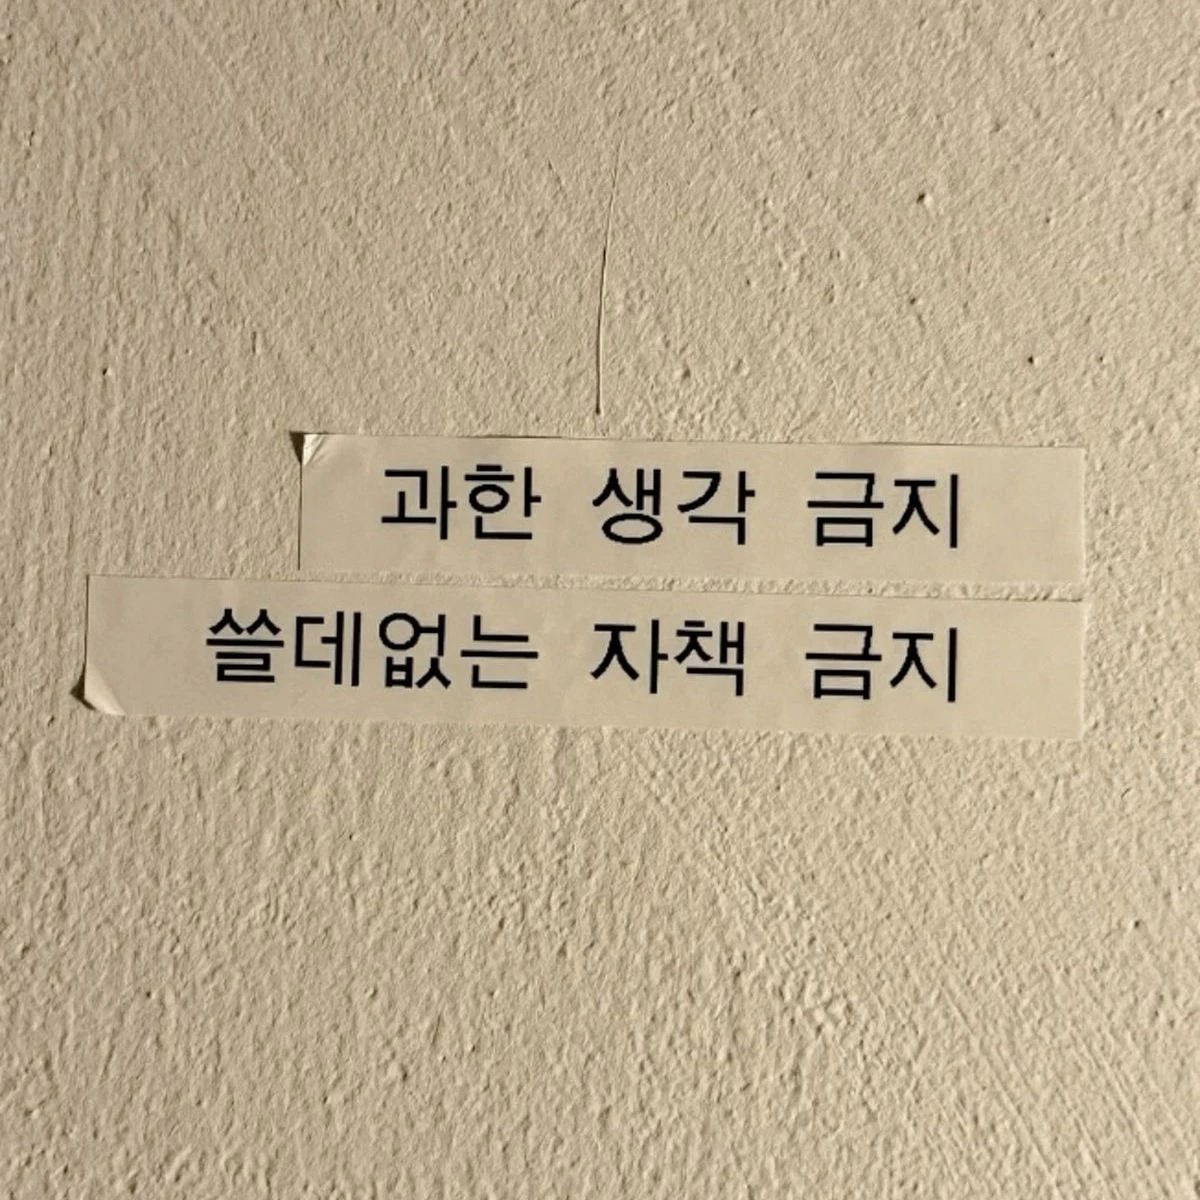 과한 생각 금지
쓸데없는 자책 금지